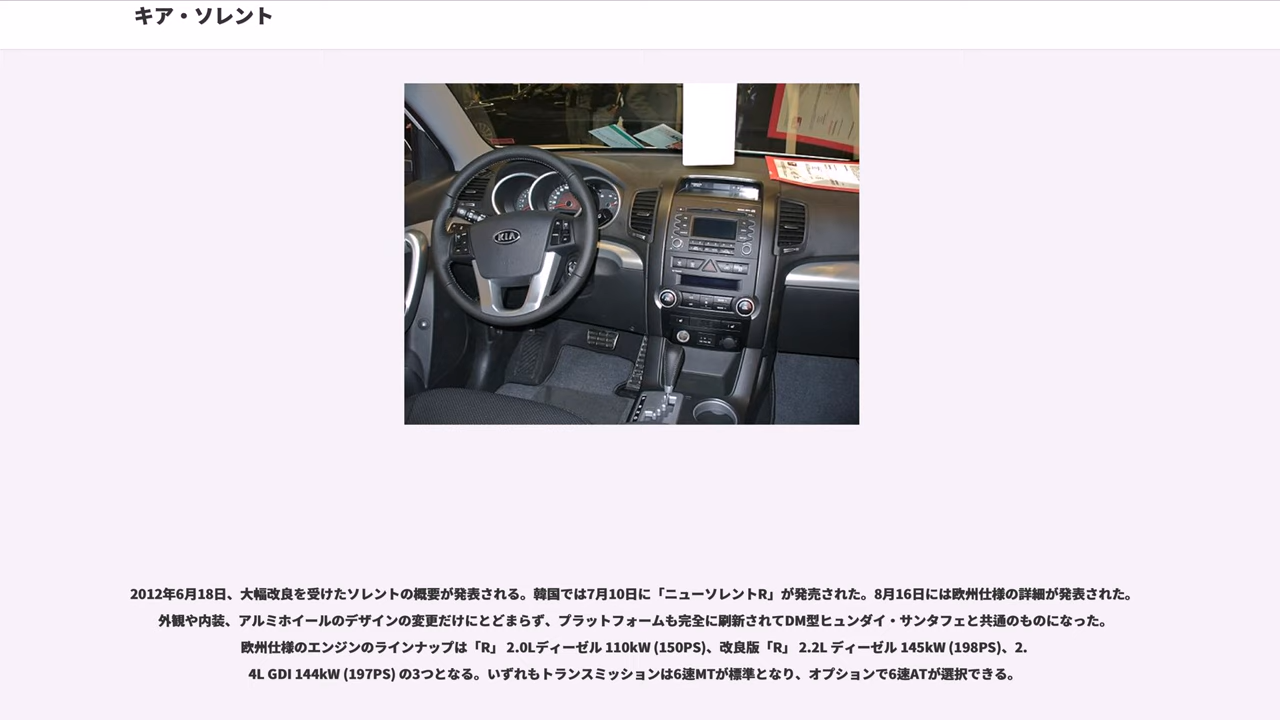 キア・ソレント
KIA
2012年6月18日、大幅改良を受けたソレントの概要が発表される。韓国では7月10日に「ニューソレントR」が発売された。8月16日には欧州仕様の詳細が発表された。
外観や内装、アルミホイールのデザインの変更だけにとどまらず、プラットフォームも完全に刷新されてDM型ヒュンダイ・サンタフェと共通のものになった。
欧州仕様のエンジンのラインナップは「R」 2.0Lディーゼル 110kW (150PS)、改良版「R」 2.2L ディーゼル 145kW (198PS)、2.
4L GDI 144kW (197PS) の3つとなる。いずれもトランスミッションは6速MTが標準となり、オプションで6速ATが選択できる。